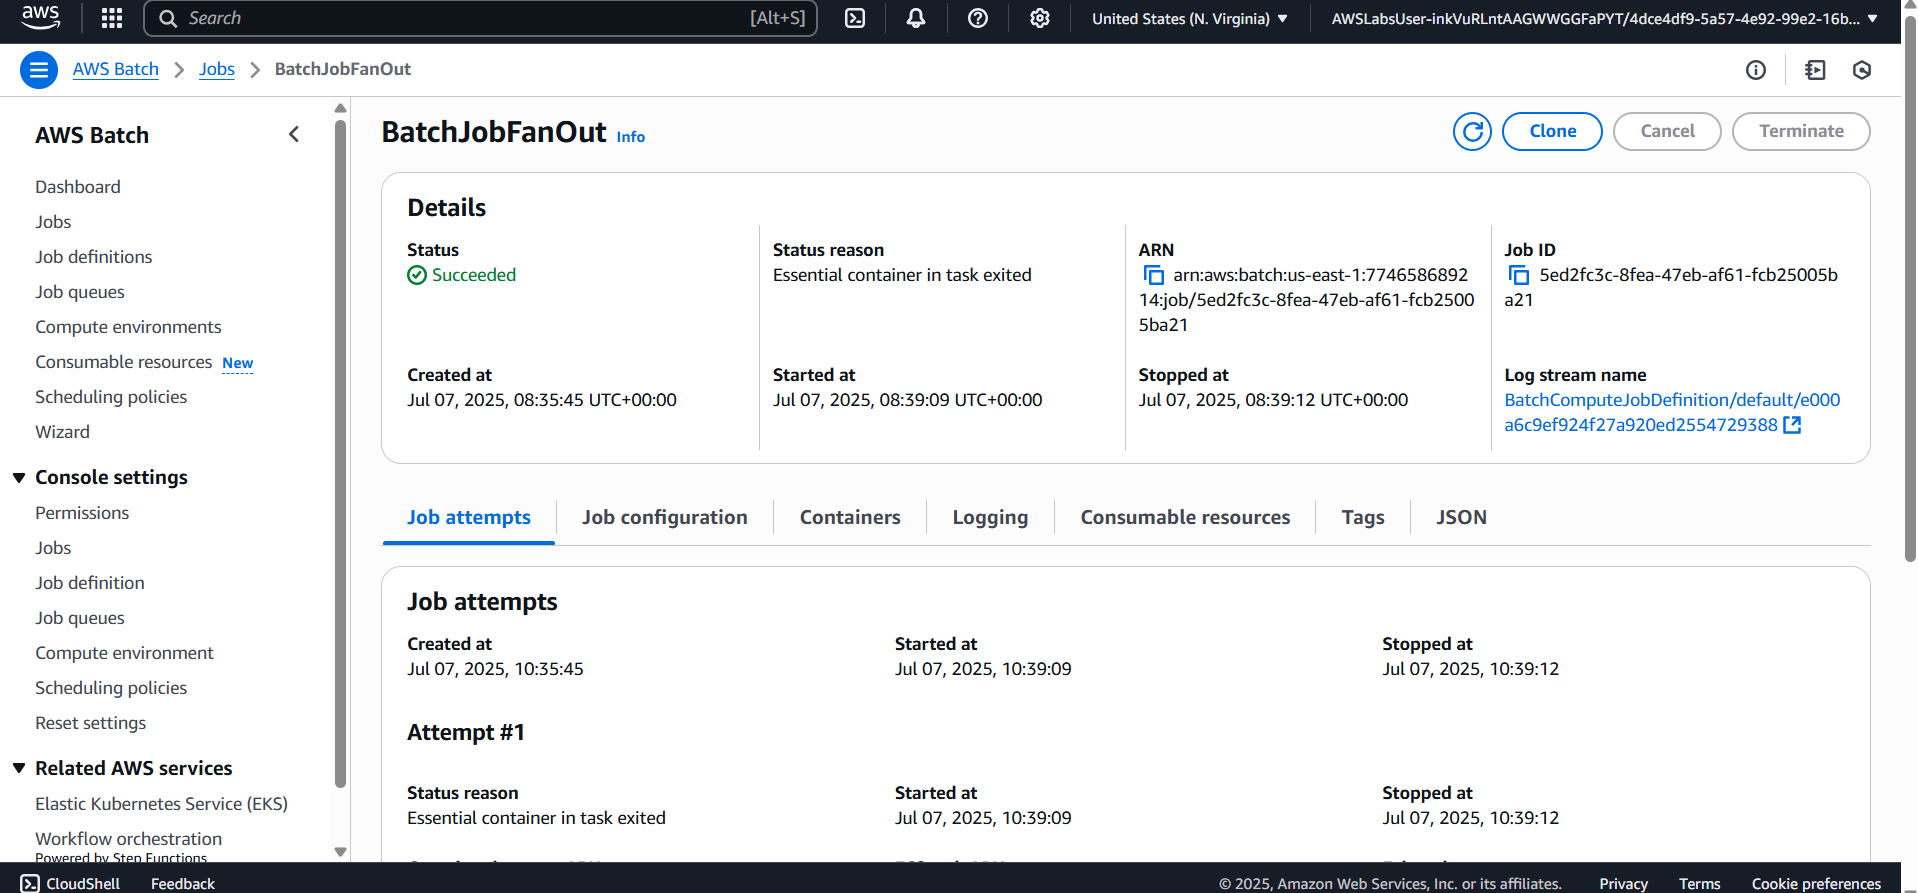 aws
Search [Alt+S]
United States (N. Virginia) ▼
AWSLabsUser-inkVuRLntAAGWWGGFaPYT/4dce4df9-5a57-4e92-99e2-16b... ▼
AWS Batch > Jobs > BatchJobFanOut
AWS Batch
Dashboard
Jobs
Job definitions
Job queues
Compute environments
Consumable resources New
Scheduling policies
Wizard
Console settings
Permissions
Jobs
Job definition
Job queues
Compute environment
Scheduling policies
Reset settings
Related AWS services
Elastic Kubernetes Service (EKS)
Workflow orchestration
Powered by Step Functions
BatchJobFanOut Info
Clone
Cancel
Terminate
Details
Status
Succeeded
Status reason
Essential container in task exited
ARN
arn:aws:batch:us-east-1:7746586892
14:job/5ed2fc3c-8fea-47eb-af61-fcb2500
5ba21
Job ID
5ed2fc3c-8fea-47eb-af61-fcb25005b
a21
Created at
Jul 07, 2025, 08:35:45 UTC+00:00
Started at
Jul 07, 2025, 08:39:09 UTC+00:00
Stopped at
Jul 07, 2025, 08:39:12 UTC+00:00
Log stream name
BatchComputeJobDefinition/default/e000
a6c9ef924f27a920ed2554729388
Job attempts
Job configuration
Containers
Logging
Consumable resources
Tags
JSON
Job attempts
Created at
Jul 07, 2025, 10:35:45
Started at
Jul 07, 2025, 10:39:09
Stopped at
Jul 07, 2025, 10:39:12
Attempt #1
Status reason
Essential container in task exited
Started at
Jul 07, 2025, 10:39:09
Stopped at
Jul 07, 2025, 10:39:12
CloudShell
Feedback
© 2025, Amazon Web Services, Inc. or its affiliates.
Privacy
Terms
Cookie preferences